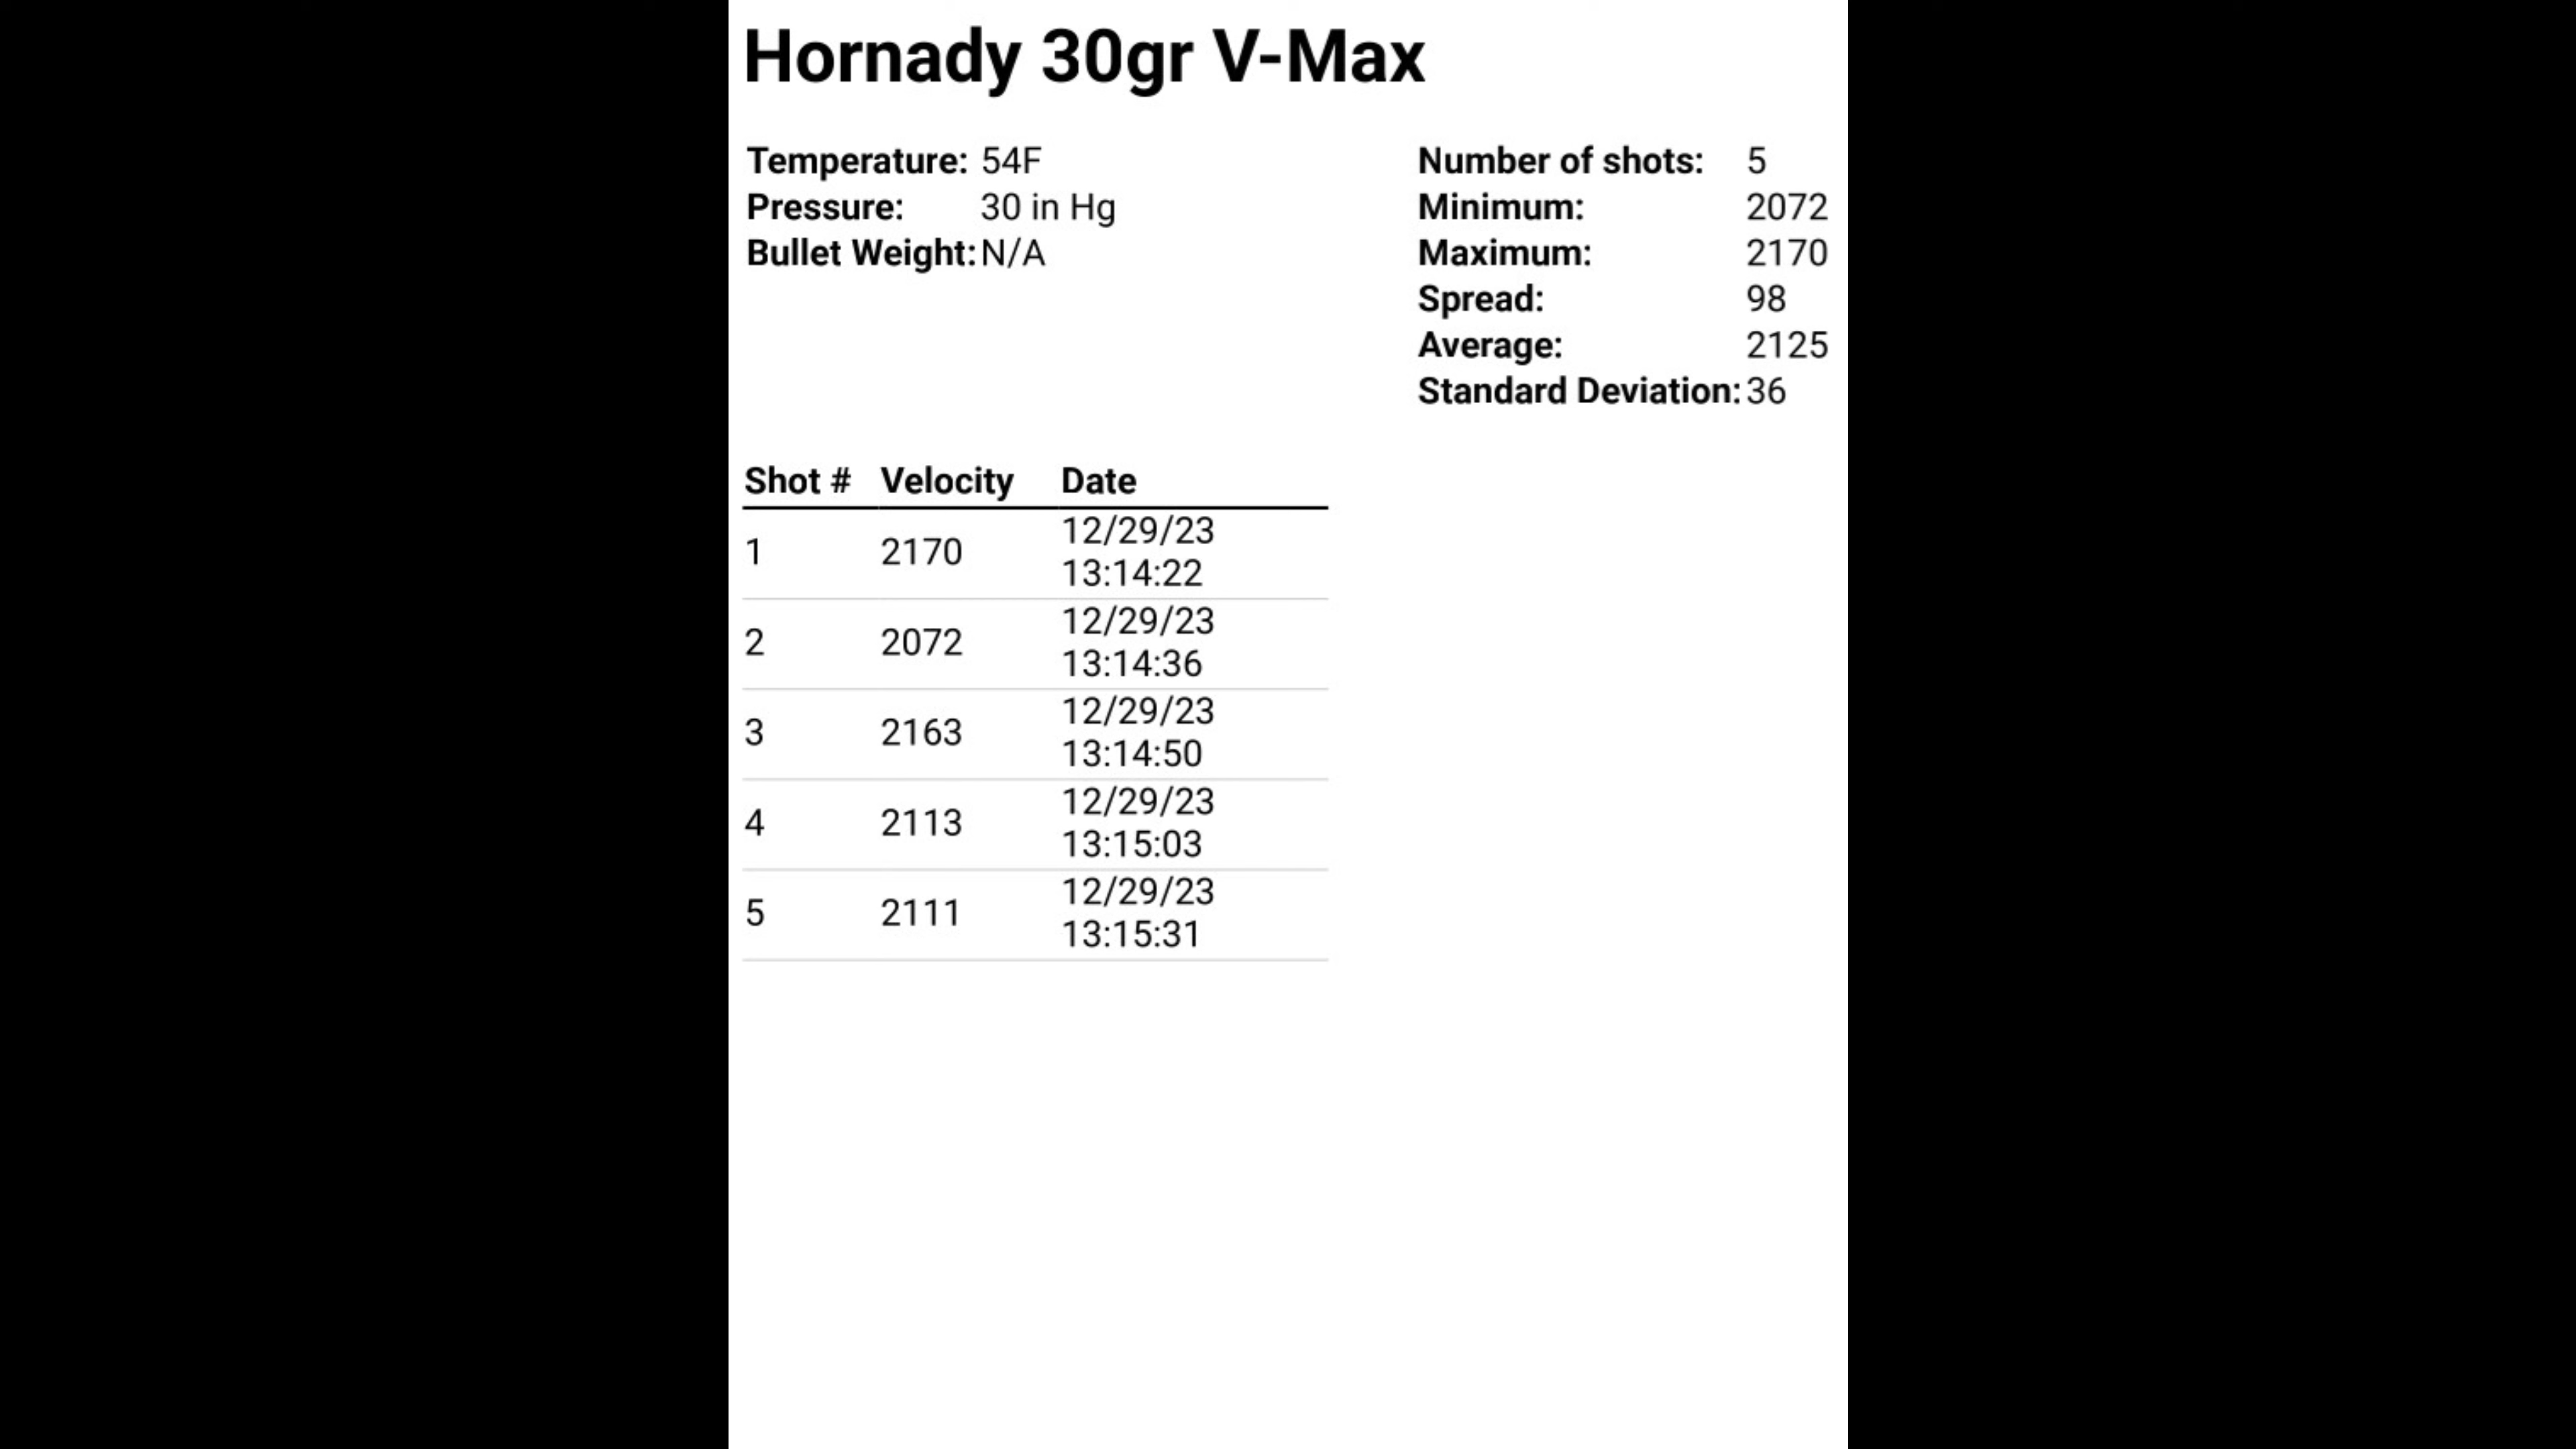 Hornady 30gr V-Max
Temperature: 54F
Pressure: 30 in Hg
Bullet Weight: N/A
Number of shots: 5
Minimum: 2072
Maximum: 2170
Spread: 98
Average: 2125
Standard Deviation: 36
Shot # Velocity Date
1 2170 12/29/23
13:14:22
2 2072 12/29/23
13:14:36
3 2163 12/29/23
13:14:50
4 2113 12/29/23
13:15:03
5 2111 12/29/23
13:15:31